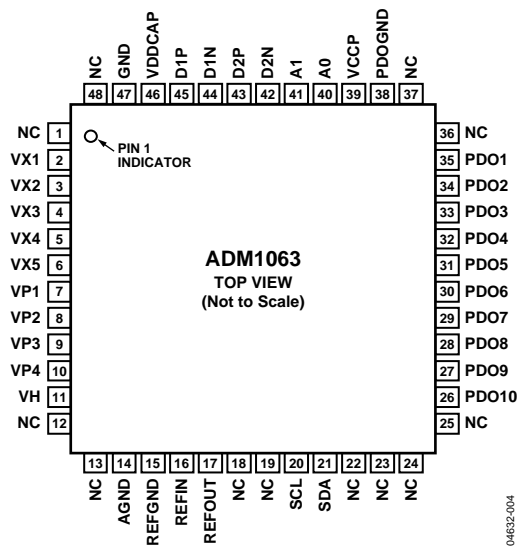 NC
GND
VDDCAP
D1P
D1N
D2P
D2N
A1
A0
VCCP
PDOGND
NC
48 47 46 45 44 43 42 41 40 39 38 37
PIN 1
INDICATOR
NC 1
VX1 2
VX2 3
VX3 4
VX4 5
VX5 6
VP1 7
VP2 8
VP3 9
VP4 10
VH 11
NC 12
ADM1063
TOP VIEW
(Not to Scale)
36 NC
35 PDO1
34 PDO2
33 PDO3
32 PDO4
31 PDO5
30 PDO6
29 PDO7
28 PDO8
27 PDO9
26 PDO10
25 NC
13 14 15 16 17 18 19 20 21 22 23 24
NC
AGND
REFGND
REFIN
REFOUT
NC
NC
SCL
SDA
NC
NC
NC
04632-004